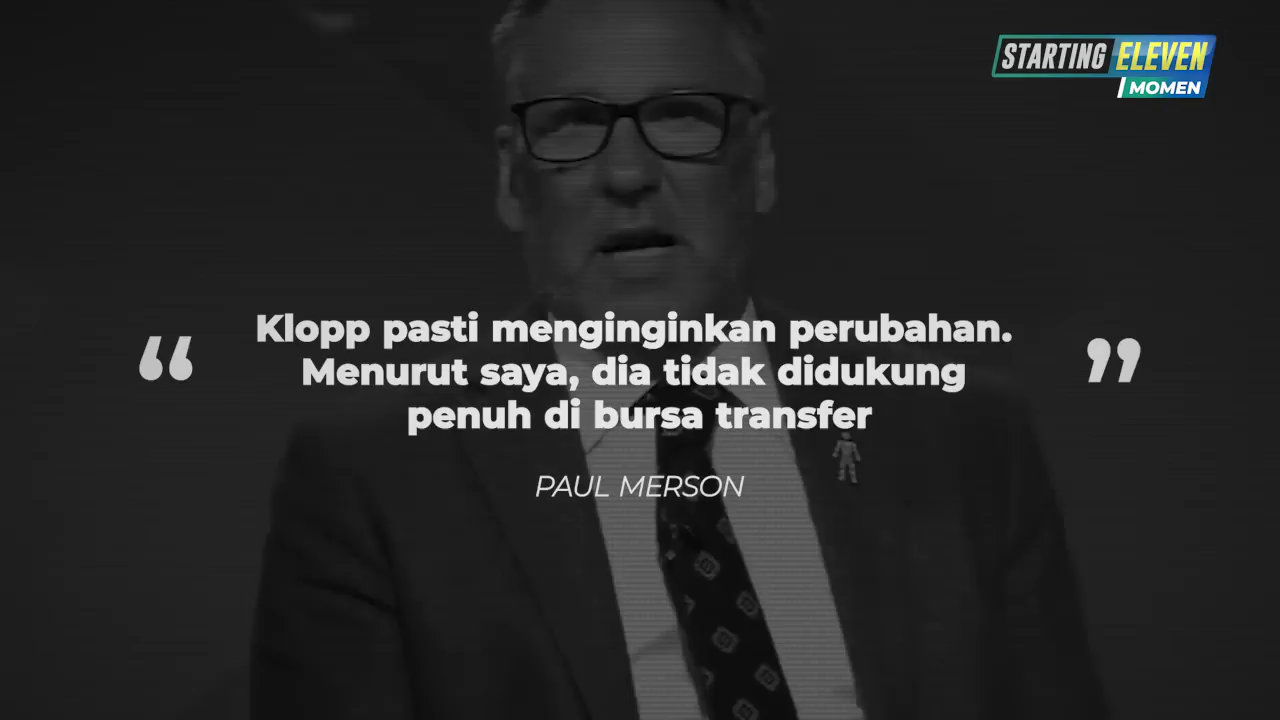 STARTING ELEVEN
MOMEN
“ Klopp pasti menginginkan perubahan. ”
Menurut saya, dia tidak didukung
penuh di bursa transfer
PAUL MERSON